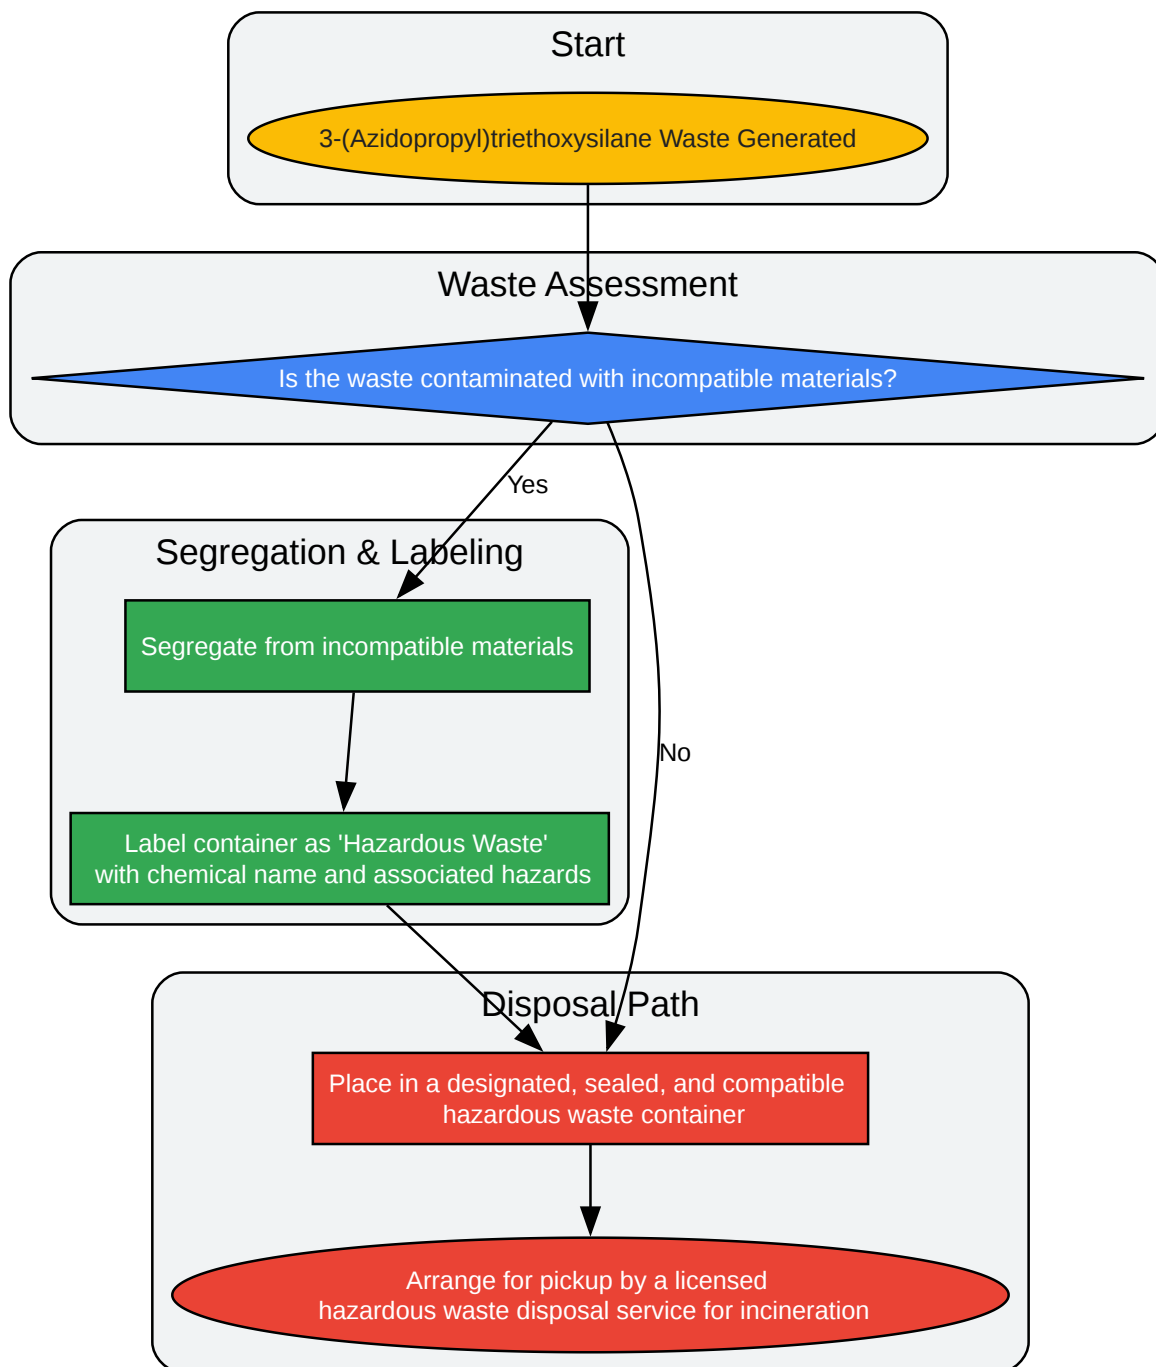 Start
3-(Azidopropyl)triethoxysilane Waste Generated
Waste Assessment
Is the waste contaminated with incompatible materials?
Yes
Segregation & Labeling
Segregate from incompatible materials
No
Label container as 'Hazardous Waste'
with chemical name and associated hazards
Disposal Path
Place in a designated, sealed, and compatible
hazardous waste container
Arrange for pickup by a licensed
hazardous waste disposal service for incineration